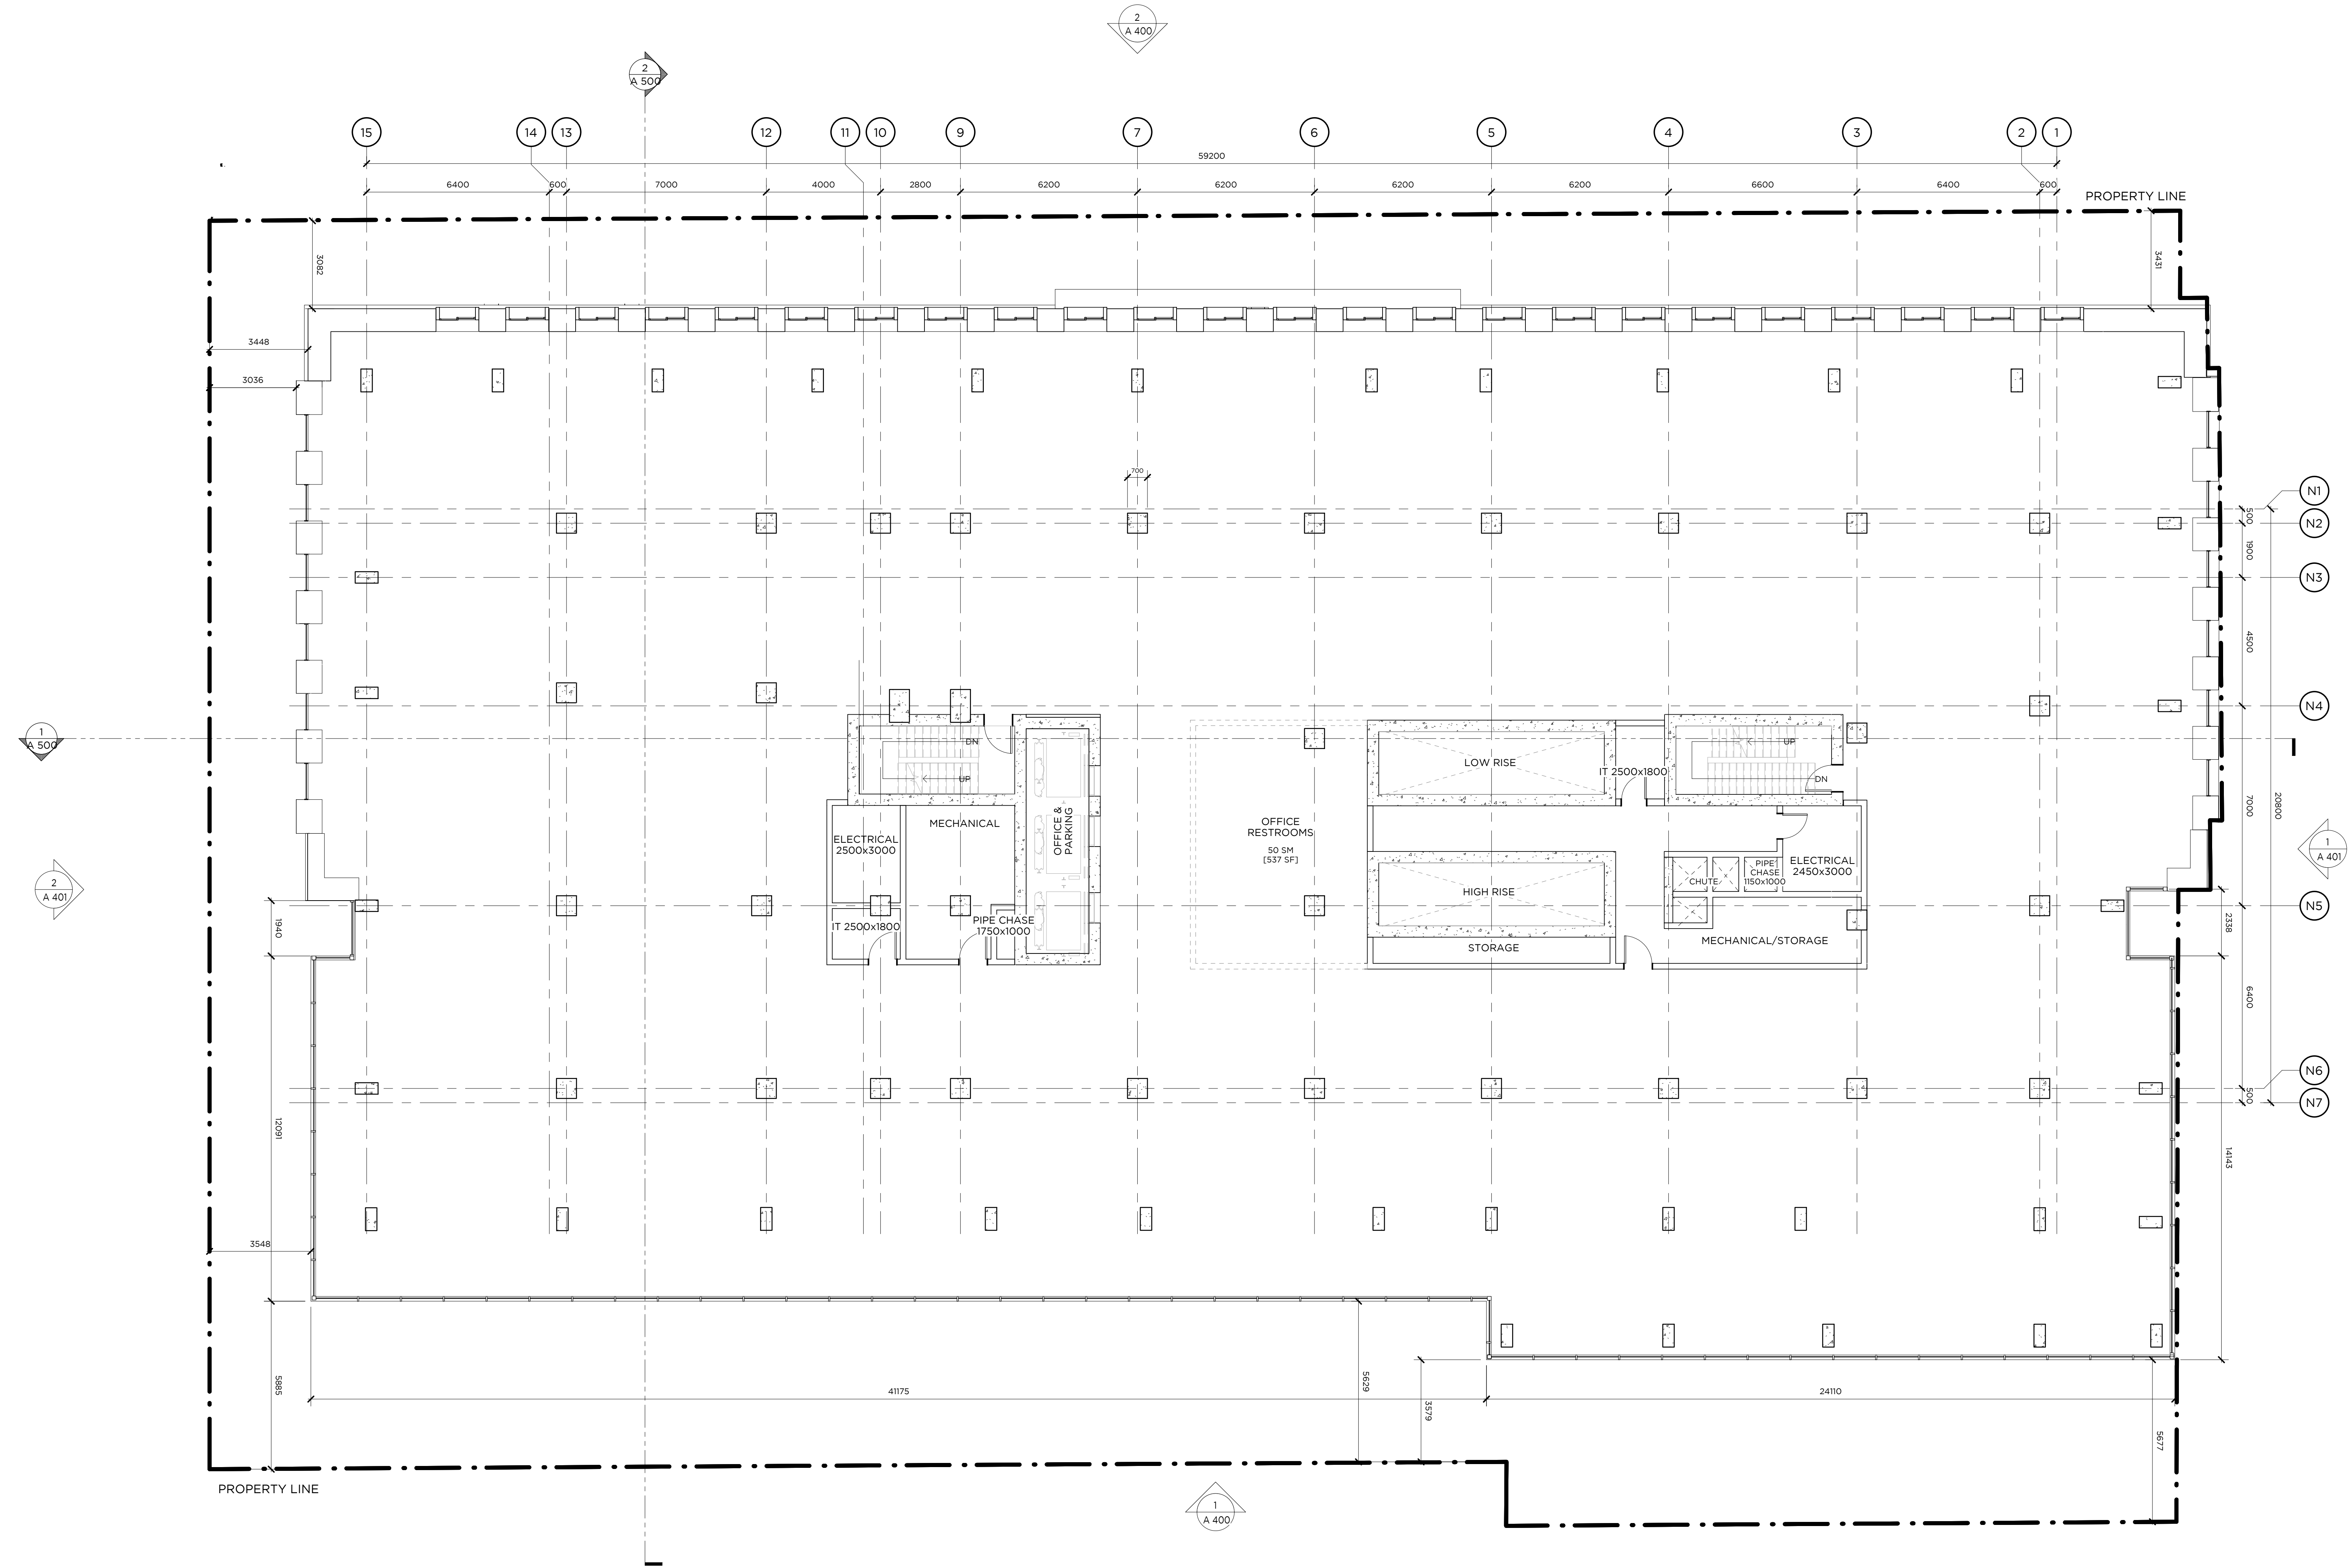 2
A 400
2
A 500
15
14
13
12
11
10
9
7
6
5
4
3
2
1
59200
6400
600
7000
4000
2800
6200
6200
6200
6200
6600
6400
600
PROPERTY LINE
3082
3431
3448
3036
700
N1
500
N2
1900
N3
4500
N4
1
A 500
7000
20800
DN
UP
UP
DN
LOW RISE
IT 2500x1800
OFFICE &
PARKING
MECHANICAL
ELECTRICAL
2500x3000
OFFICE
RESTROOMS
50 SM
[537 SF]
PIPE
CHASE
1150x1000
CHUTE
ELECTRICAL
2450x3000
1
A 401
2
A 401
HIGH RISE
N5
PIPE CHASE
1750x1000
IT 2500x1800
1940
2338
STORAGE
MECHANICAL/STORAGE
6400
N6
500
N7
12091
14143
3548
5885
5629
3579
41175
24110
5677
PROPERTY LINE
1
A 400